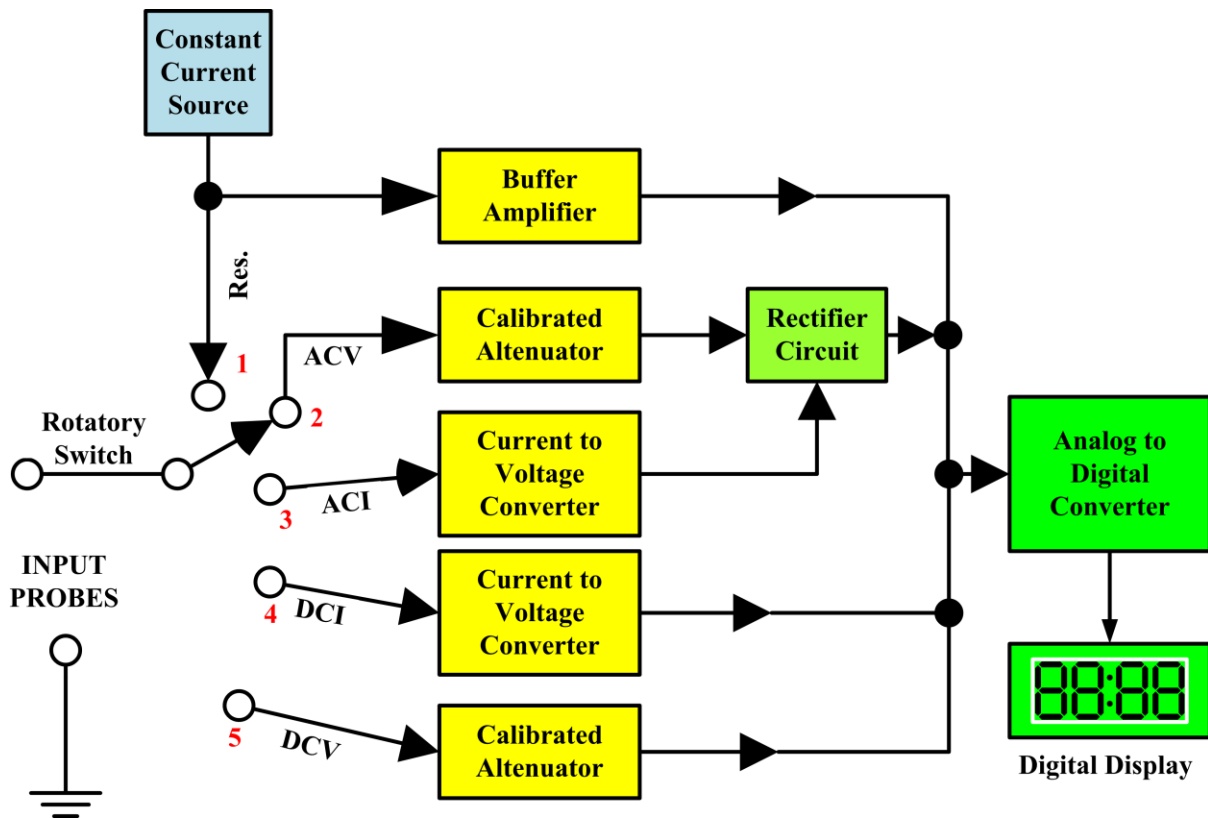 Constant
Current
Source
Buffer
Amplifier
Res.
1
ACV
Calibrated
Altenuator
Rectifier
Circuit
2
Rotatory
Switch
3
ACI
Current to
Voltage
Converter
Analog to
Digital
Converter
INPUT
PROBES
4
DCI
Current to
Voltage
Converter
88:88
5
DCV
Calibrated
Altenuator
Digital Display